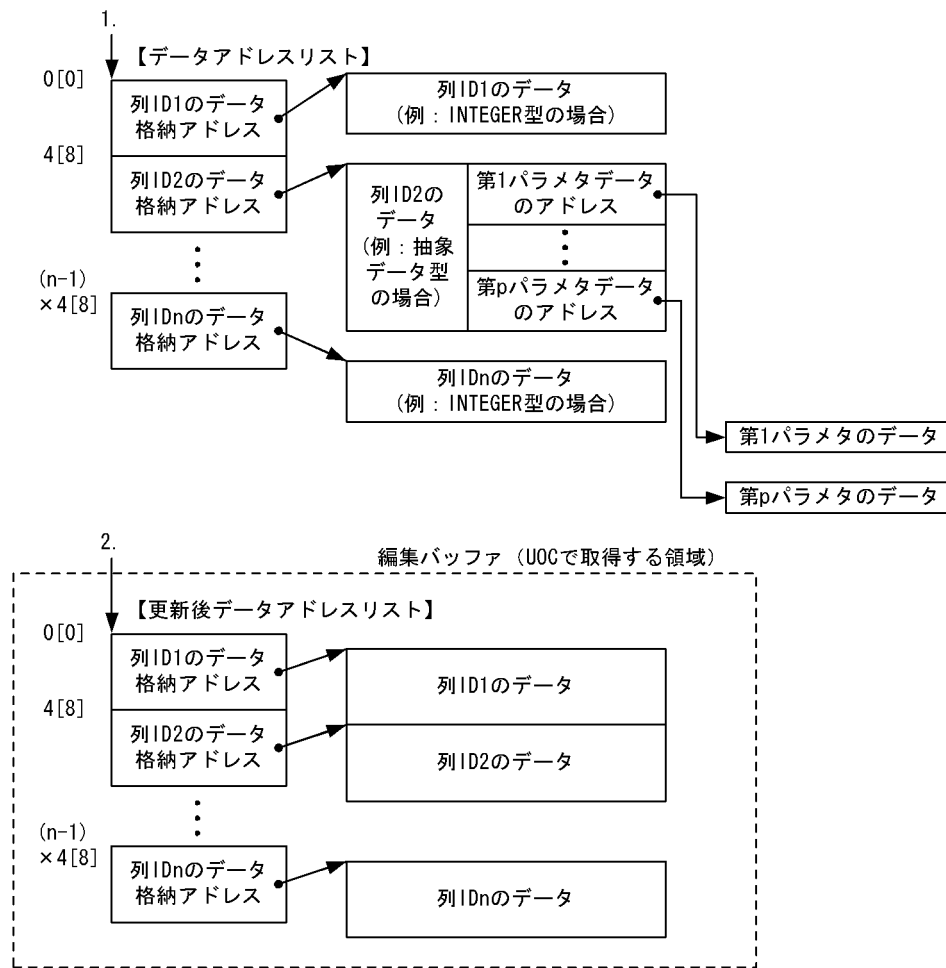 1.
【データアドレスリスト】
0[0]
列ID1のデータ
格納アドレス
列ID1のデータ
(例：INTEGER型の場合)
4[8]
列ID2のデータ
格納アドレス
列ID2の
データ
(例：抽象
データ型
の場合)
第1パラメタデータ
のアドレス
第pパラメタデータ
のアドレス
(n-1)
×4[8]
列IDnのデータ
格納アドレス
列IDnのデータ
(例：INTEGER型の場合)
第1パラメタのデータ
第pパラメタのデータ
2.
編集バッファ（UOCで取得する領域）
【更新後データアドレスリスト】
0[0]
列ID1のデータ
格納アドレス
列ID1のデータ
4[8]
列ID2のデータ
格納アドレス
列ID2のデータ
(n-1)
×4[8]
列IDnのデータ
格納アドレス
列IDnのデータ